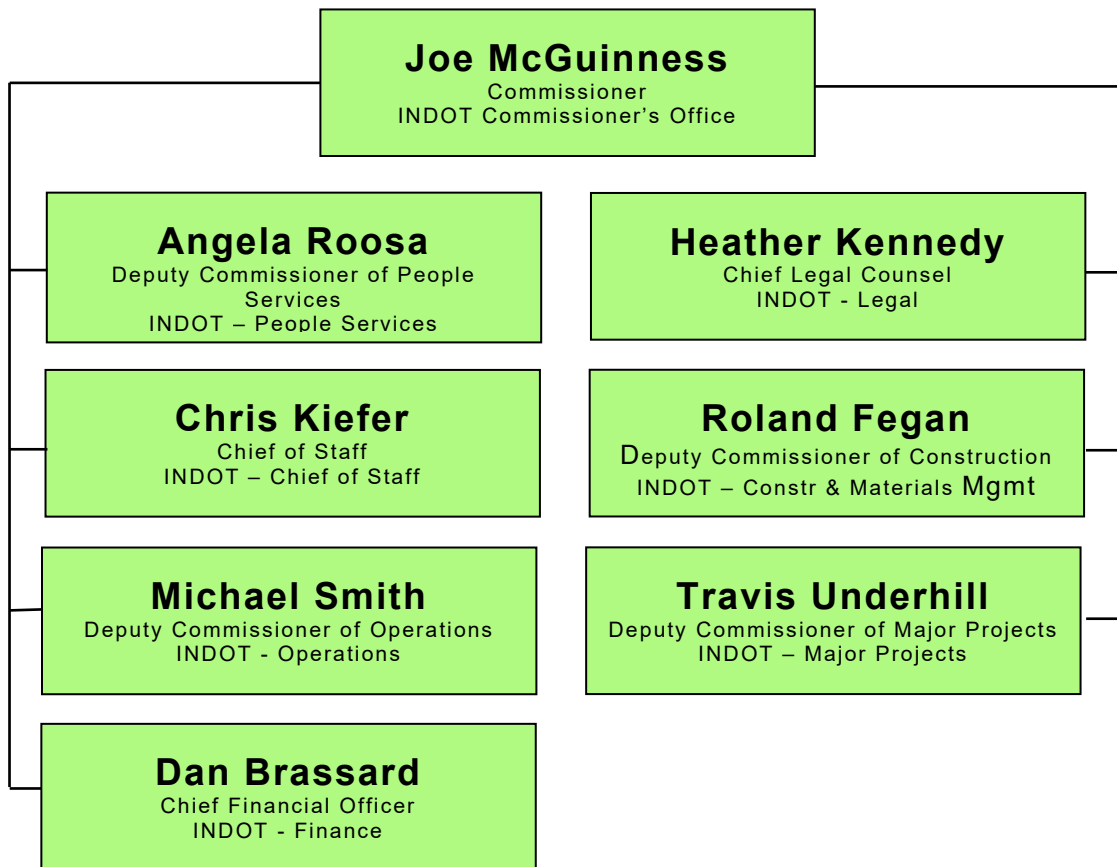 Joe McGuinness
Commissioner
INDOT Commissioner's Office
Angela Roosa
Deputy Commissioner of People
Services
INDOT – People Services
Heather Kennedy
Chief Legal Counsel
INDOT - Legal
Chris Kiefer
Chief of Staff
INDOT – Chief of Staff
Roland Fegan
Deputy Commissioner of Construction
INDOT – Constr & Materials Mgmt
Michael Smith
Deputy Commissioner of Operations
INDOT - Operations
Travis Underhill
Deputy Commissioner of Major Projects
INDOT – Major Projects
Dan Brassard
Chief Financial Officer
INDOT - Finance